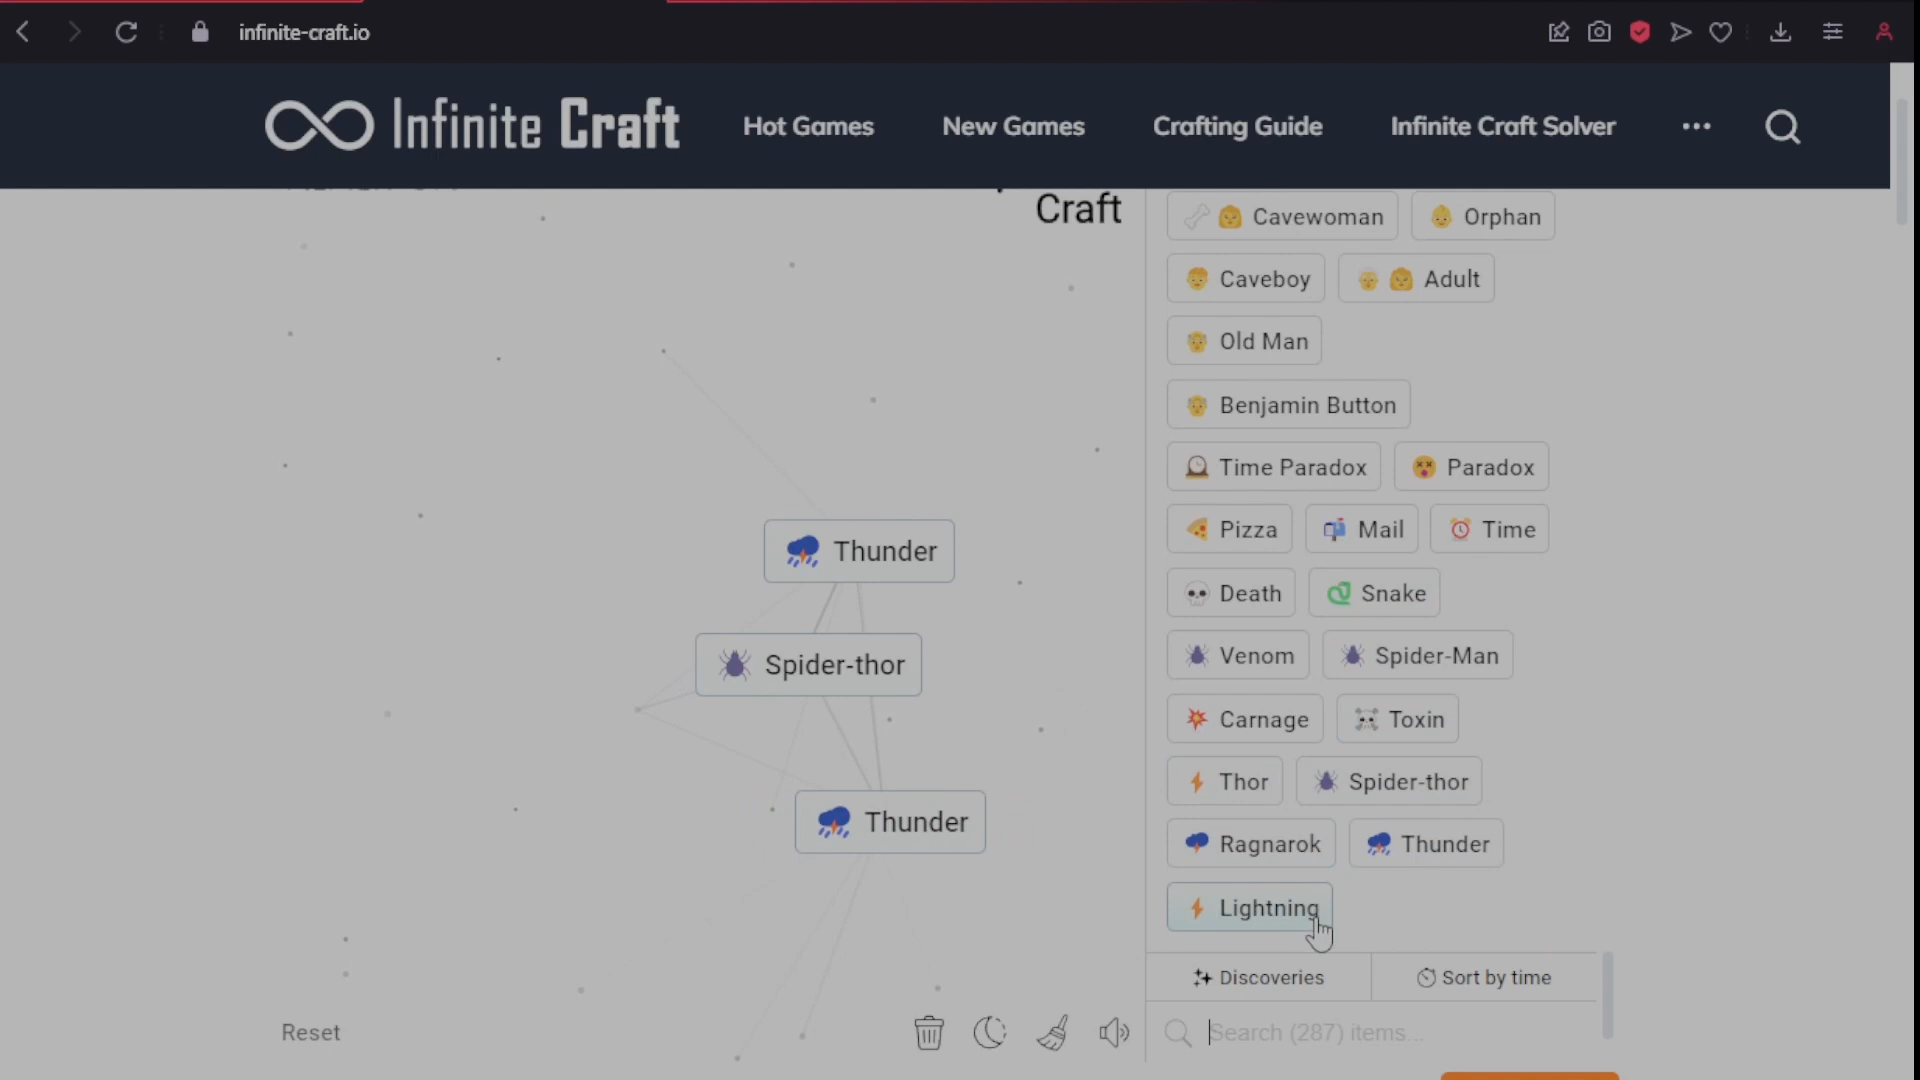 infinite-craft.io
Infinite Craft
Hot Games
New Games
Crafting Guide
Infinite Craft Solver
Craft
Cavewoman
Orphan
Caveboy
Adult
Old Man
Benjamin Button
Time Paradox
Paradox
Pizza
Mail
Time
Death
Snake
Venom
Spider-Man
Carnage
Toxin
Thor
Spider-thor
Ragnarok
Thunder
Lightning
Thunder
Spider-thor
Thunder
Discoveries
Sort by time
Reset
Search (287) items...